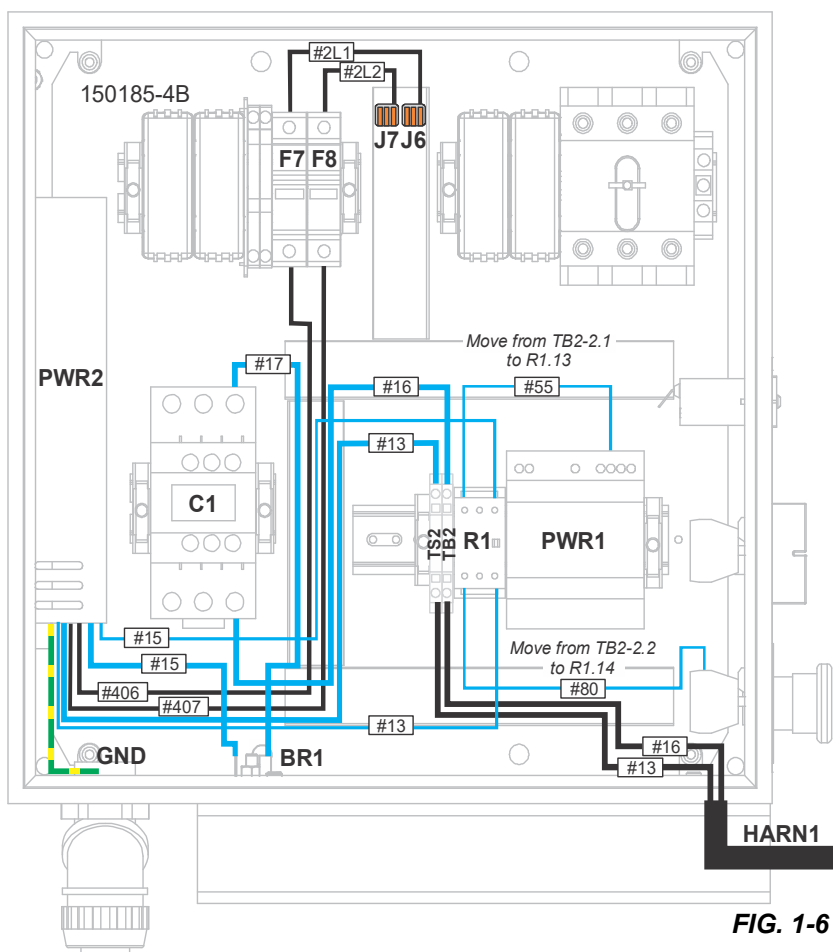 #2L1
#2L2
150185-4B
J7 J6
F7 F8
Move from TB2-2.1
to R1.13
#17
PWR2
#16
#55
#13
C1
TS2
TB2
R1
PWR1
#15
#15
Move from TB2-2.2
to R1.14
#406
#80
#407
#13
#16
GND
BR1
#13
HARN1
FIG. 1-6